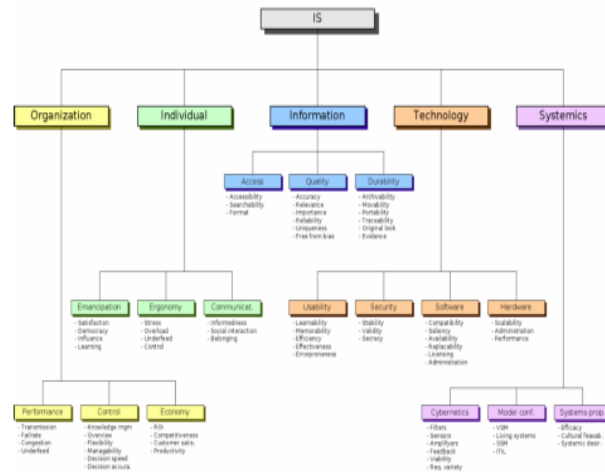 IS
Organization
Individual
Information
Technology
Systemics
Access
- Accessibility
- Searchability
- Format
Quality
- Accuracy
- Relevance
- Importance
- Reliability
- Uniqueness
- Free from bias
Durability
- Archivability
- Movability
- Portability
- Traceability
- Original look
- Evidence
Emancipation
- Satisfaction
- Democracy
- Influence
- Learning
Ergonomy
- Stress
- Overload
- Underfeed
- Control
Communicat.
- Informedness
- Social interaction
- Belonging
Usability
- Learnability
- Memorability
- Efficiency
- Effectiveness
- Errorproneness
Security
- Stability
- Validity
- Secrecy
Software
- Compatibility
- Saliency
- Availability
- Replacability
- Licensing
- Administration
Hardware
- Scalability
- Administration
- Performance
Performance
- Transmission
- Failrate
- Congestion
- Underfeed
Control
- Knowledge mgm
- Overview
- Flexibility
- Managability
- Decision speed
- Decision accura.
Economy
- ROI
- Competitiveness
- Customer satis.
- Productivity
Cybernetics
- Filters
- Sensors
- Amplifyers
- Feedback
- Viability
- Req. variety
Model conf.
- VSM
- Living systems
- SSM
- ITIL
Systems prop.
- Efficacy
- Cultural feasab.
- Systemic desir.